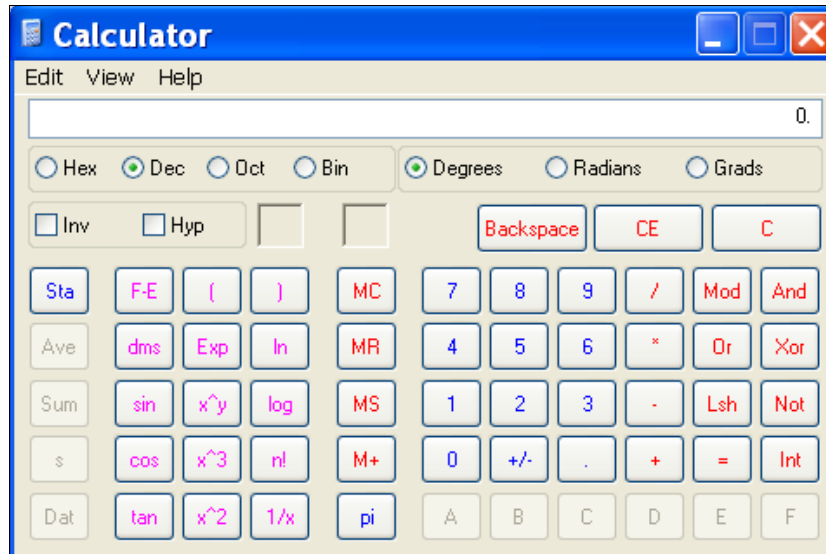 Calculator
Edit View Help
0.
Hex Dec Oct Bin Degrees Radians Grads
Inv Hyp Backspace CE C
Sta F-E ( ) MC 7 8 9 / Mod And
Ave dms Exp ln MR 4 5 6 * Or Xor
Sum sin x^y log MS 1 2 3 - Lsh Not
s cos x^3 n! M+ 0 +/- . + = Int
Dat tan x^2 1/x pi A B C D E F